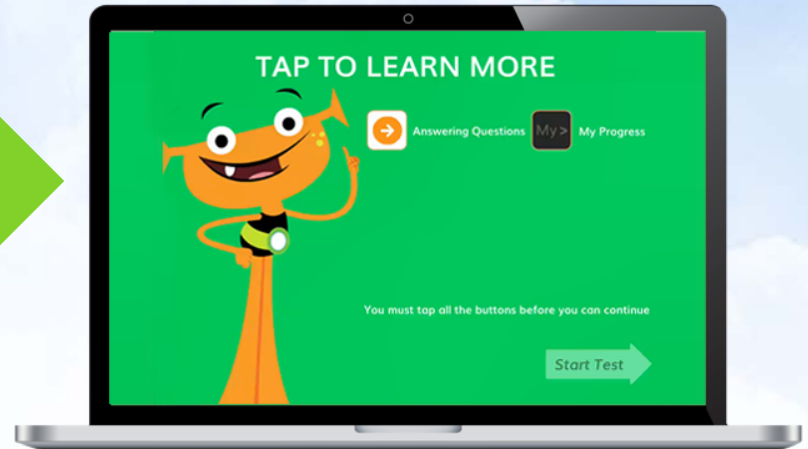 TAP TO LEARN MORE
Answering Questions
My>
My Progress
You must tap all the buttons before you can continue
Start Test